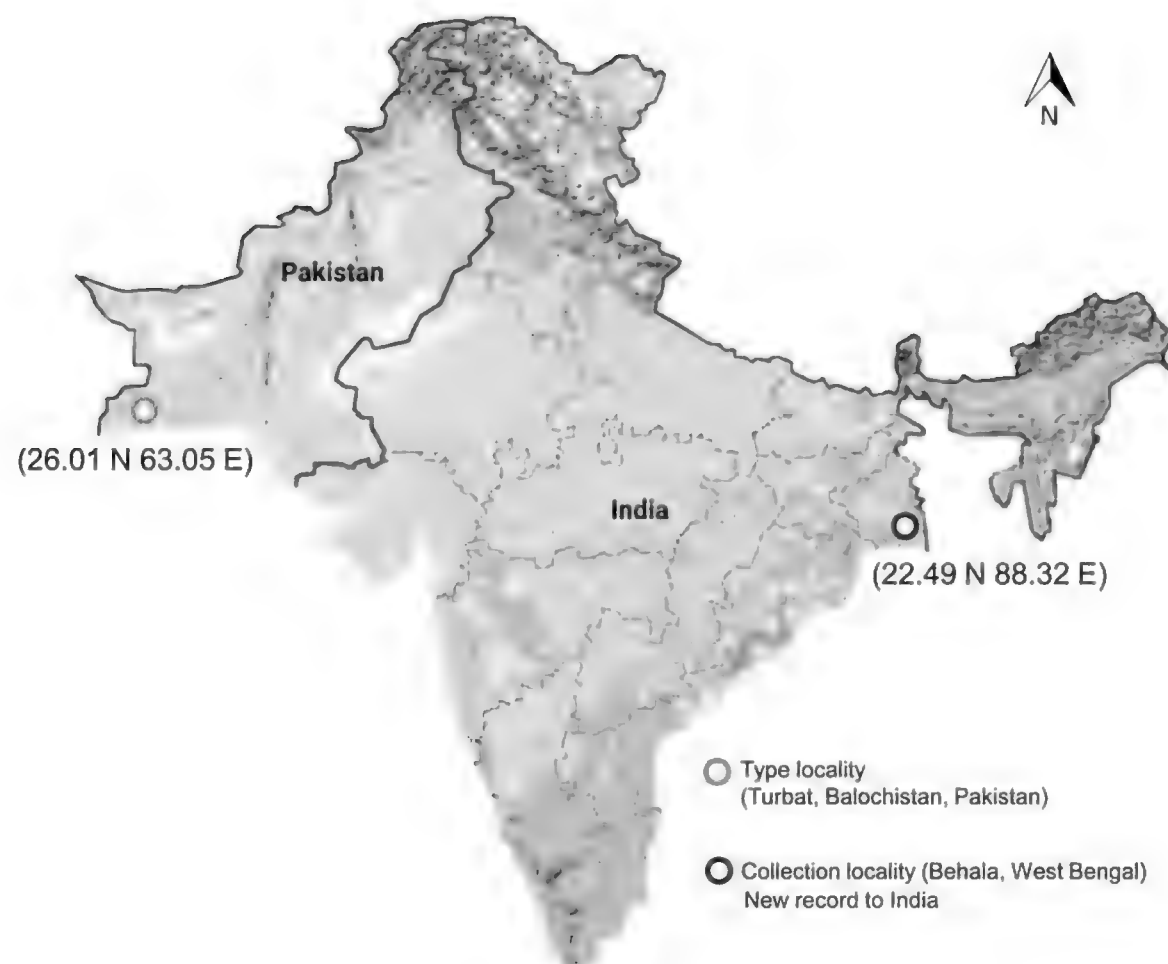 N
Pakistan
(26.01 N 63.05 E)
India
(22.49 N 88.32 E)
Type locality
(Turbat, Balochistan, Pakistan)
Collection locality (Behala, West Bengal)
New record to India